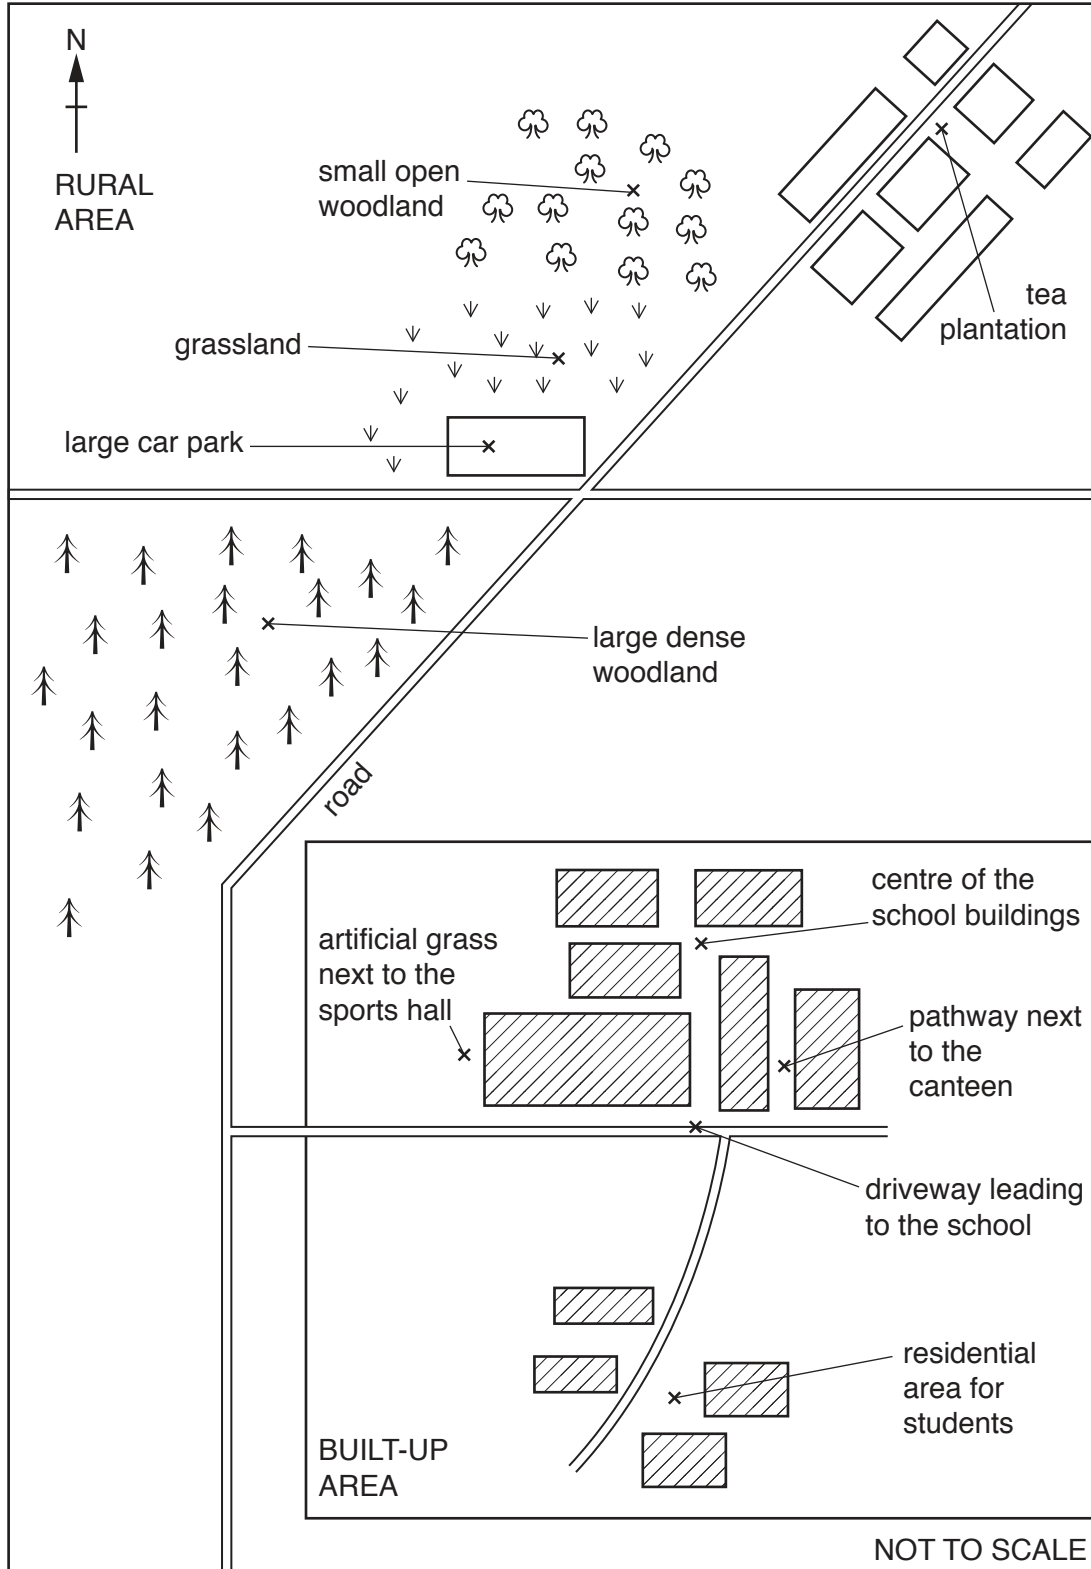 N
RURAL
AREA
small open
woodland
tea
plantation
grassland
large car park
large dense
woodland
road
centre of the
school buildings
artificial grass
next to the
sports hall
pathway next
to the
canteen
driveway leading
to the school
residential
area for
students
BUILT-UP
AREA
NOT TO SCALE